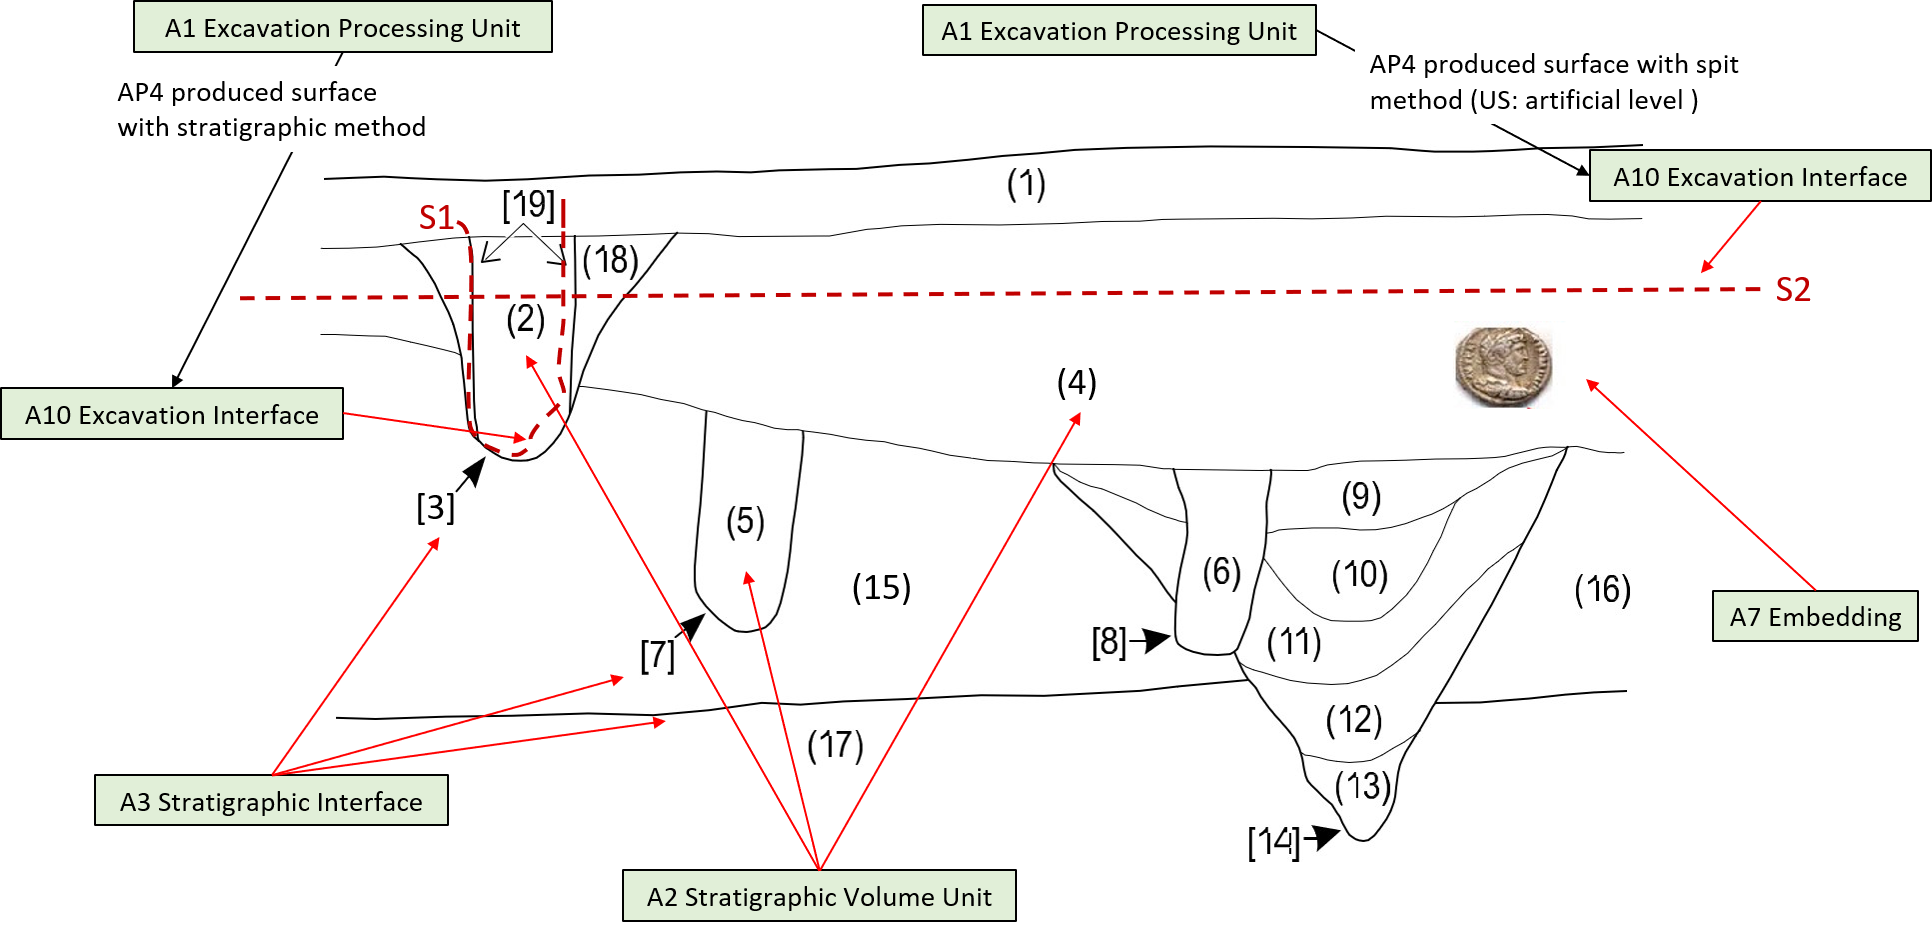 A1 Excavation Processing Unit
A1 Excavation Processing Unit
AP4 produced surface
with stratigraphic method
AP4 produced surface with spit
method (US: artificial level )
A10 Excavation Interface
(1)
S1
[19]
(18)
S2
(2)
(4)
A10 Excavation Interface
[3]
(5)
(9)
(6)
(10)
(15)
(16)
A7 Embedding
[7]
[8]
(11)
(12)
(17)
(13)
A3 Stratigraphic Interface
[14]
A2 Stratigraphic Volume Unit